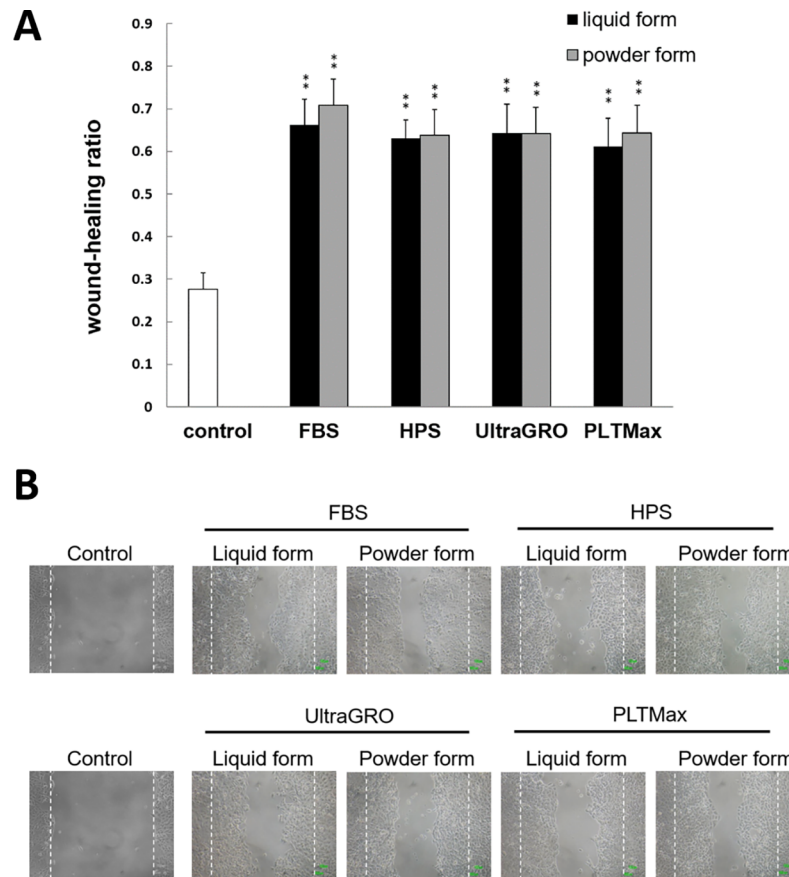 A
0.9
0.8
0.7
0.6
0.5
0.4
0.3
0.2
0.1
0
wound-healing ratio
liquid form
powder form
** ** ** ** ** ** ** **
control FBS HPS UltraGRO PLTMax
B
FBS HPS
Control Liquid form Powder form Liquid form Powder form
UltraGRO PLTMax
Control Liquid form Powder form Liquid form Powder form